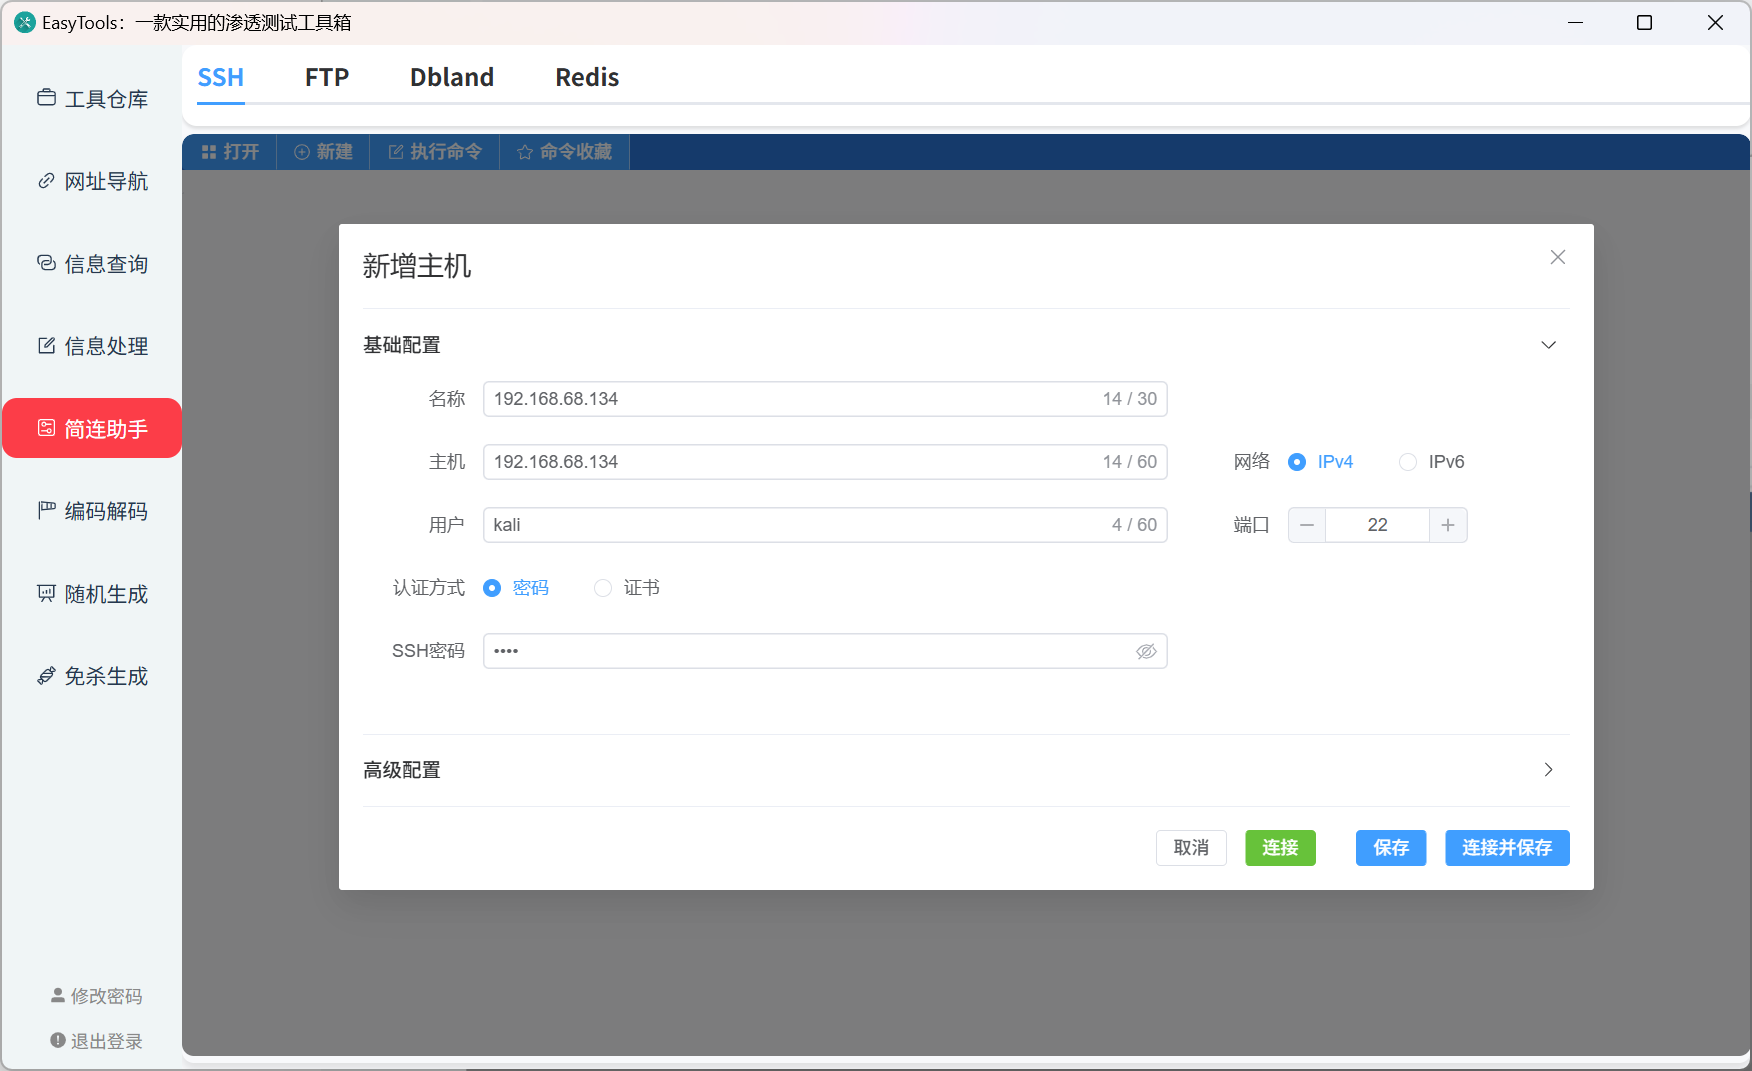 EasyTools：一款实用的渗透测试工具箱
SSH FTP Dbland Redis
打开 新建 执行命令 命令收藏
工具仓库
网址导航
信息查询
信息处理
简连助手
编码解码
随机生成
免杀生成
修改密码
退出登录
新增主机
基础配置
名称 192.168.68.134 14 / 30
主机 192.168.68.134 14 / 60 网络 IPv4 IPv6
用户 kali 4 / 60 端口 22
认证方式 密码 证书
SSH密码 ••••
高级配置
取消 连接 保存 连接并保存